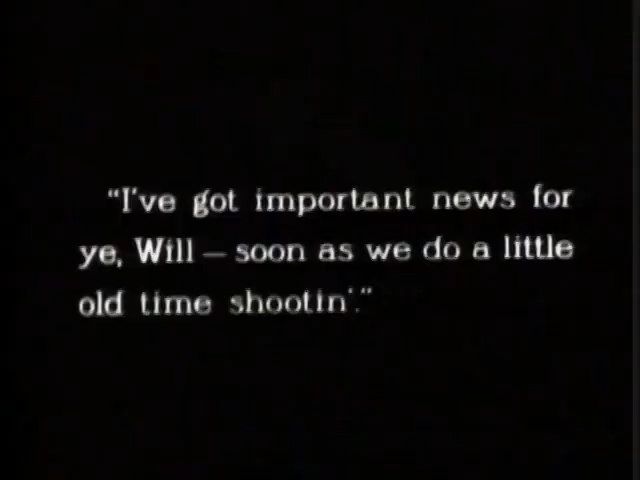 “I've got important news for
ye, Will — soon as we do a little
old time shootin'.”